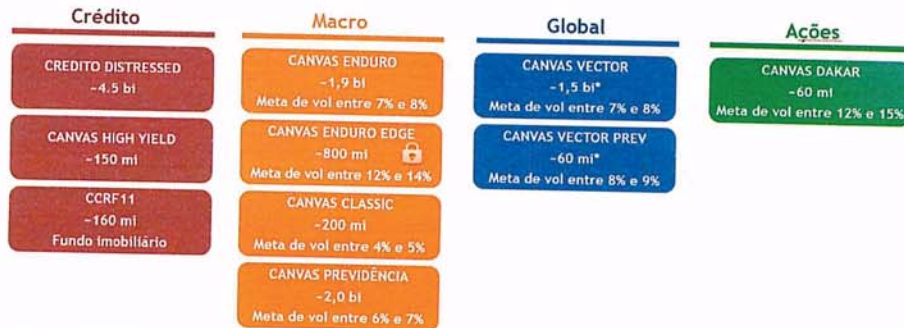 Crédito
CREDITO DISTRESSED
~4.5 bi
CANVAS HIGH YIELD
~150 mi
CCRF11
~160 mi
Fundo imobiliário
Macro
CANVAS ENDURO
~1,9 bi
Meta de vol entre 7% e 8%
CANVAS ENDURO EDGE
~800 mi
Meta de vol entre 12% e 14%
CANVAS CLASSIC
~200 mi
Meta de vol entre 4% e 5%
CANVAS PREVIDÊNCIA
~2,0 bi
Meta de vol entre 6% e 7%
Global
CANVAS VECTOR
~1,5 bi*
Meta de vol entre 7% e 8%
CANVAS VECTOR PREV
~60 mi*
Meta de vol entre 8% e 9%
Ações
CANVAS DAKAR
~60 mi
Meta de vol entre 12% e 15%